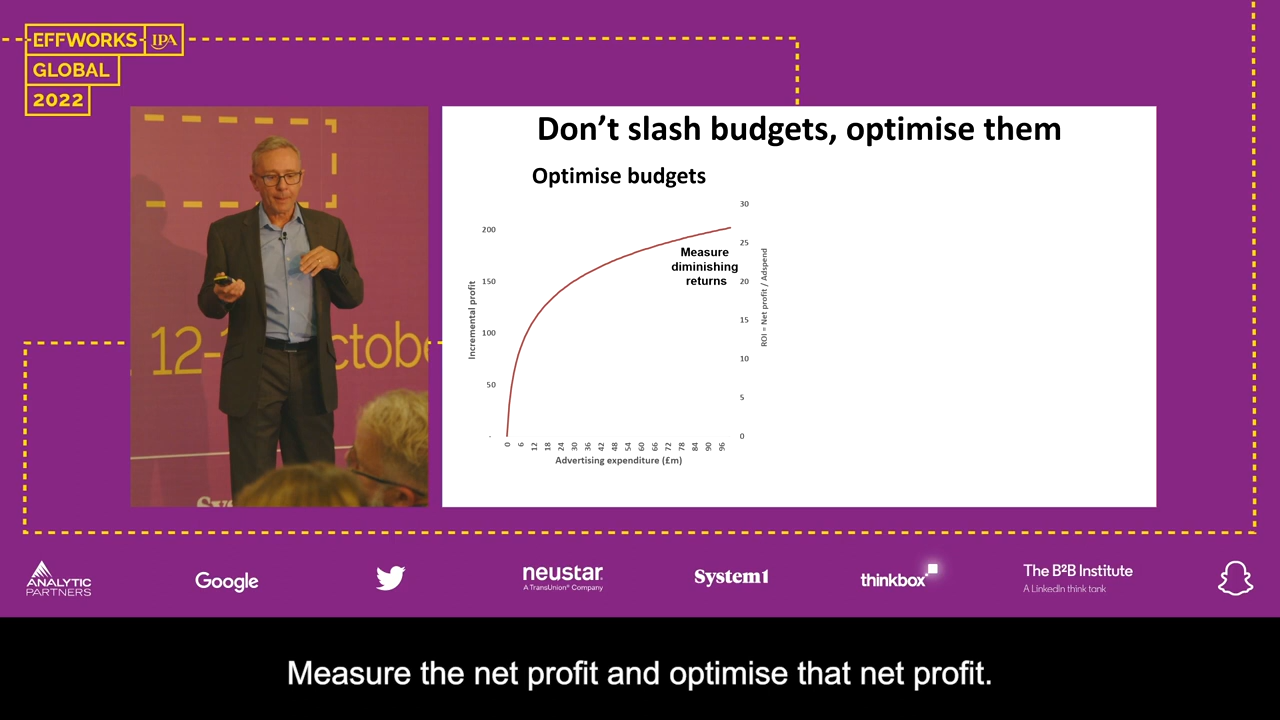 EFFWORKS IPA
GLOBAL
2022
12-1 ctobe
Sys
Don't slash budgets, optimise them
Optimise budgets
200
150
100
50
-
Incremental profit
Measure
diminishing
returns
30
25
20
15
10
5
0
ROI = Net profit / Adspend
0 6 12 18 24 30 36 42 48 54 60 66 72 78 84 90 96
Advertising expenditure (£m)
ANALYTIC
PARTNERS
Google
neustar
A TransUnion® Company
System1
thinkbox
The B²B Institute
A LinkedIn think tank
Measure the net profit and optimise that net profit.